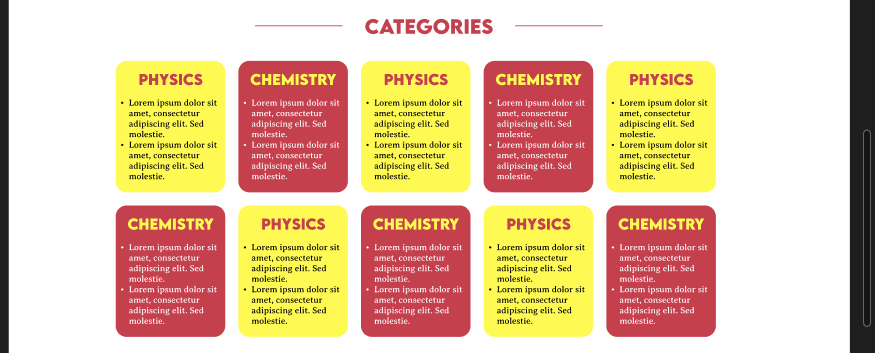 CATEGORIES
PHYSICS
• Lorem ipsum dolor sit
amet, consectetur
adipiscing elit. Sed
molestie.
• Lorem ipsum dolor sit
amet, consectetur
adipiscing elit. Sed
molestie.
CHEMISTRY
• Lorem ipsum dolor sit
amet, consectetur
adipiscing elit. Sed
molestie.
• Lorem ipsum dolor sit
amet, consectetur
adipiscing elit. Sed
molestie.
PHYSICS
• Lorem ipsum dolor sit
amet, consectetur
adipiscing elit. Sed
molestie.
• Lorem ipsum dolor sit
amet, consectetur
adipiscing elit. Sed
molestie.
CHEMISTRY
• Lorem ipsum dolor sit
amet, consectetur
adipiscing elit. Sed
molestie.
• Lorem ipsum dolor sit
amet, consectetur
adipiscing elit. Sed
molestie.
PHYSICS
• Lorem ipsum dolor sit
amet, consectetur
adipiscing elit. Sed
molestie.
• Lorem ipsum dolor sit
amet, consectetur
adipiscing elit. Sed
molestie.
CHEMISTRY
• Lorem ipsum dolor sit
amet, consectetur
adipiscing elit. Sed
molestie.
• Lorem ipsum dolor sit
amet, consectetur
adipiscing elit. Sed
molestie.
PHYSICS
• Lorem ipsum dolor sit
amet, consectetur
adipiscing elit. Sed
molestie.
• Lorem ipsum dolor sit
amet, consectetur
adipiscing elit. Sed
molestie.
CHEMISTRY
• Lorem ipsum dolor sit
amet, consectetur
adipiscing elit. Sed
molestie.
• Lorem ipsum dolor sit
amet, consectetur
adipiscing elit. Sed
molestie.
PHYSICS
• Lorem ipsum dolor sit
amet, consectetur
adipiscing elit. Sed
molestie.
• Lorem ipsum dolor sit
amet, consectetur
adipiscing elit. Sed
molestie.
CHEMISTRY
• Lorem ipsum dolor sit
amet, consectetur
adipiscing elit. Sed
molestie.
• Lorem ipsum dolor sit
amet, consectetur
adipiscing elit. Sed
molestie.